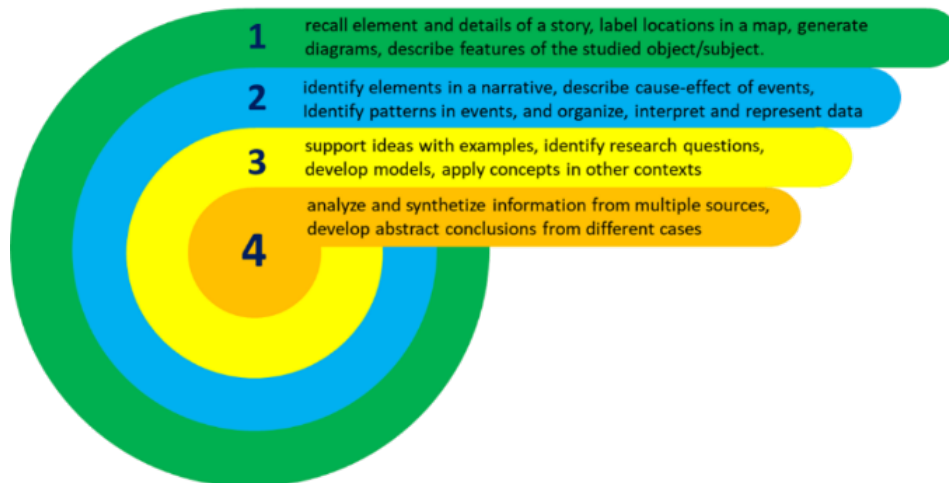 1
recall element and details of a story, label locations in a map, generate
diagrams, describe features of the studied object/subject.
2
identify elements in a narrative, describe cause-effect of events,
Identify patterns in events, and organize, interpret and represent data
3
support ideas with examples, identify research questions,
develop models, apply concepts in other contexts
4
analyze and synthetize information from multiple sources,
develop abstract conclusions from different cases